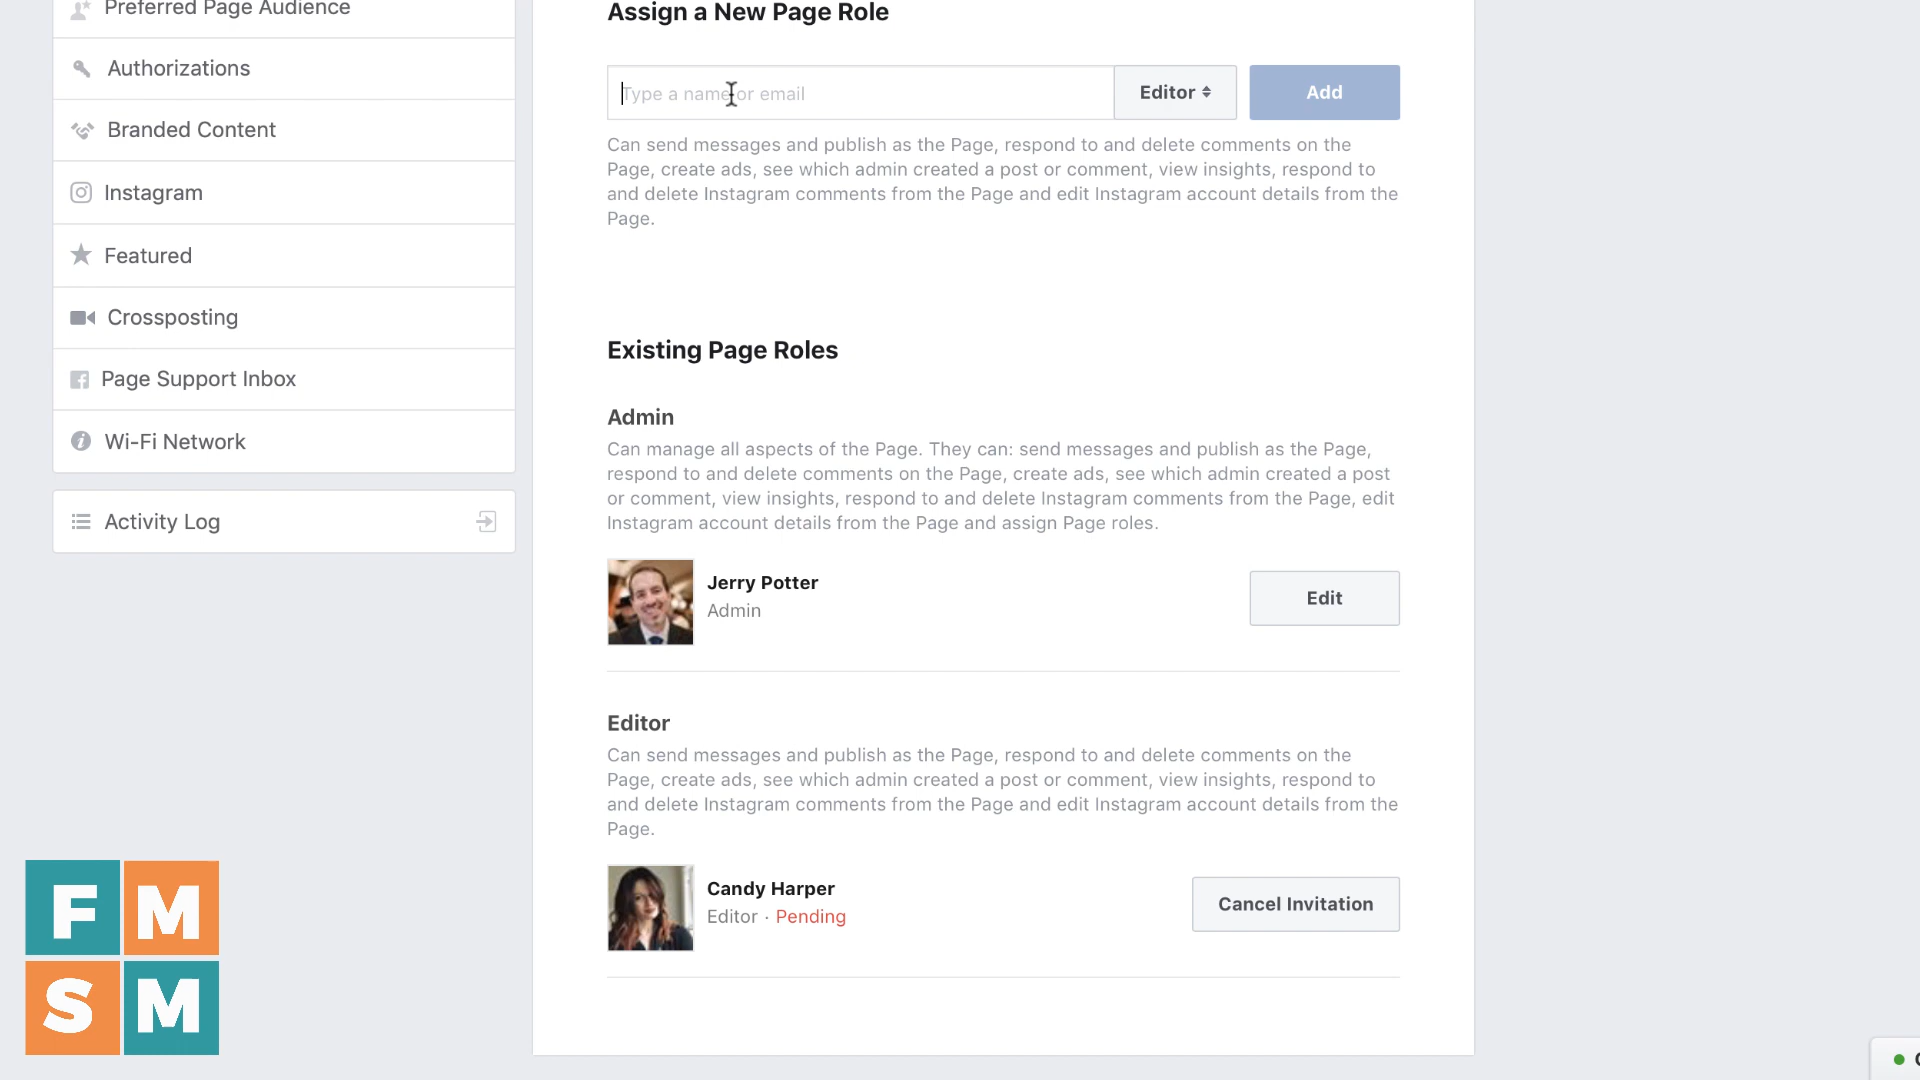 Preferred Page Audience
Authorizations
Branded Content
Instagram
Featured
Crossposting
Page Support Inbox
Wi-Fi Network
Activity Log
Assign a New Page Role
Type a name or email
Editor
Add
Can send messages and publish as the Page, respond to and delete comments on the
Page, create ads, see which admin created a post or comment, view insights, respond to
and delete Instagram comments from the Page and edit Instagram account details from the
Page.
Existing Page Roles
Admin
Can manage all aspects of the Page. They can: send messages and publish as the Page,
respond to and delete comments on the Page, create ads, see which admin created a post
or comment, view insights, respond to and delete Instagram comments from the Page, edit
Instagram account details from the Page and assign Page roles.
Jerry Potter
Admin
Edit
Editor
Can send messages and publish as the Page, respond to and delete comments on the
Page, create ads, see which admin created a post or comment, view insights, respond to
and delete Instagram comments from the Page and edit Instagram account details from the
Page.
Candy Harper
Editor · Pending
Cancel Invitation
F M
S M